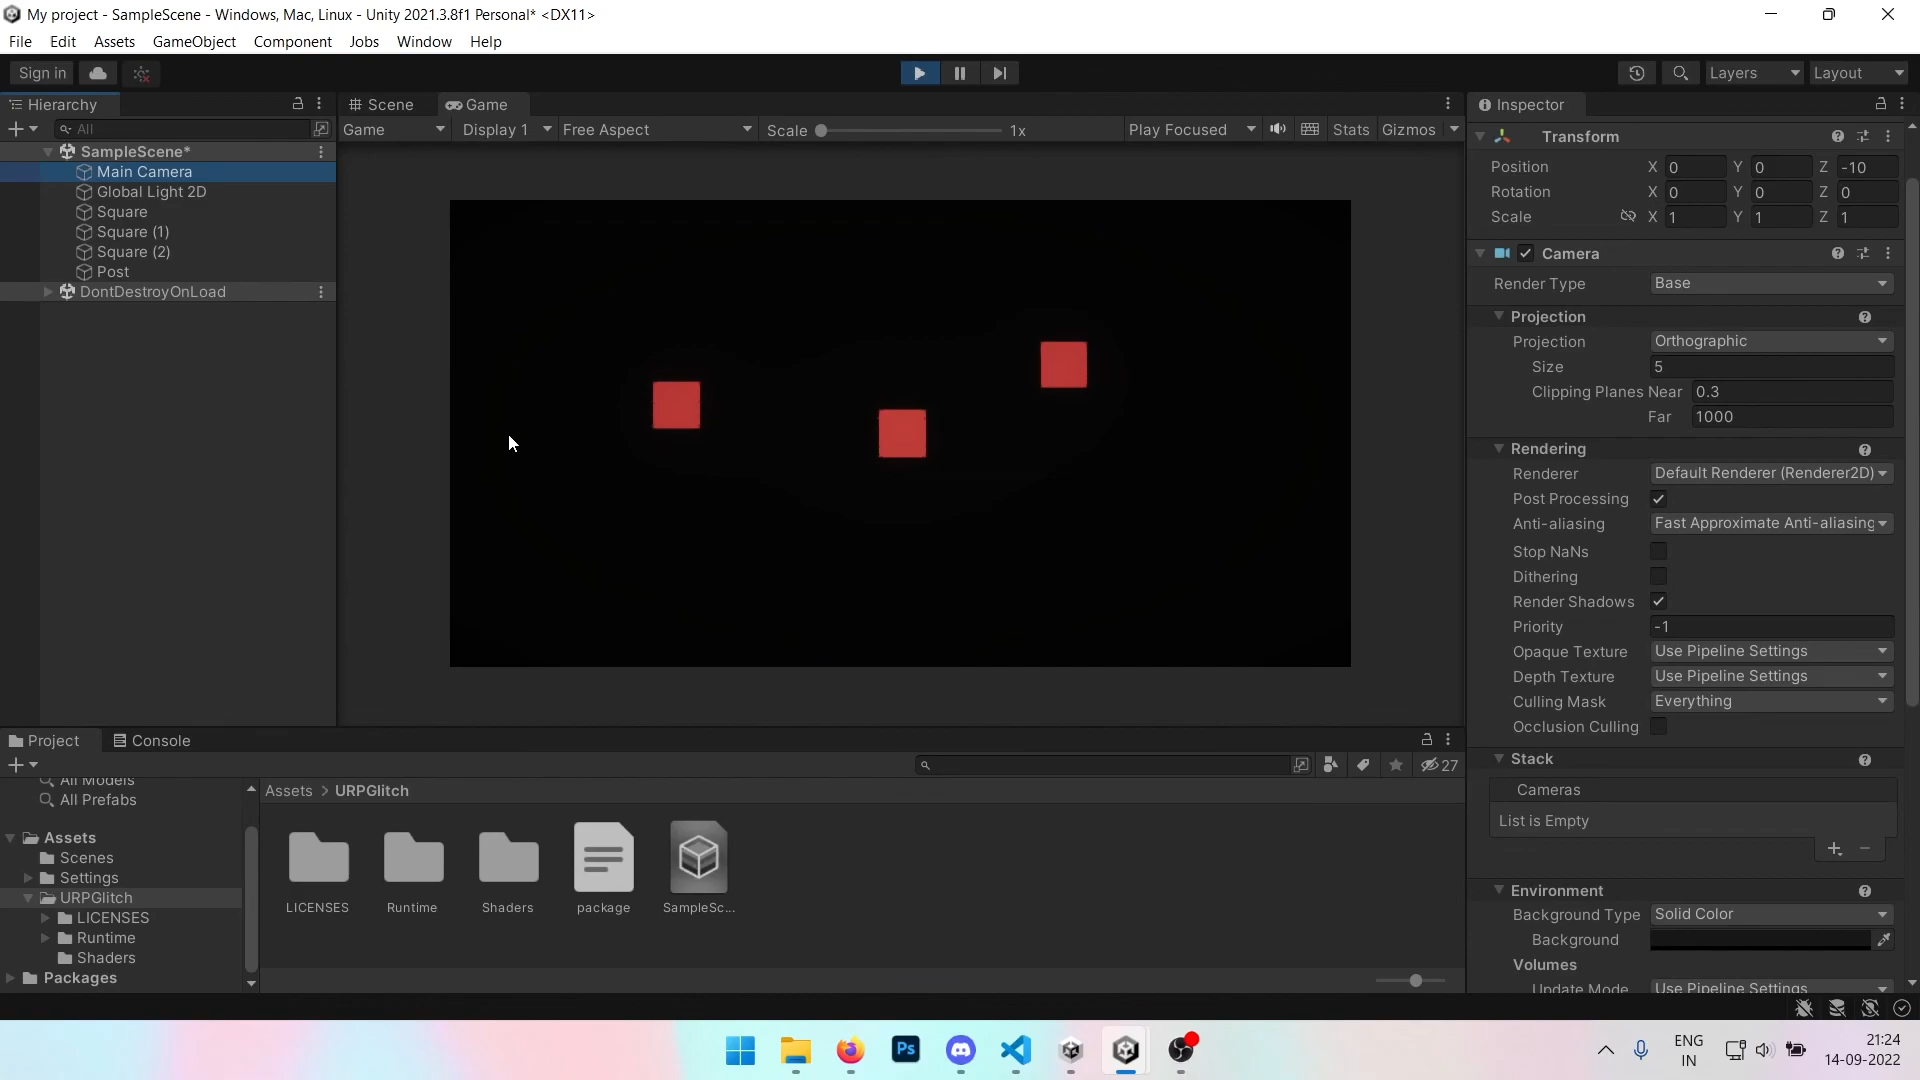 My project - SampleScene - Windows, Mac, Linux - Unity 2021.3.8f1 Personal* <DX11>
File Edit Assets GameObject Component Jobs Window Help
Sign in Layers Layout
Hierarchy
All
SampleScene*
Main Camera
Global Light 2D
Square
Square (1)
Square (2)
Post
DontDestroyOnLoad
Scene Game
Game Display 1 Free Aspect Scale 1x Play Focused Stats Gizmos
Inspector
Transform
Position X 0 Y 0 Z -10
Rotation X 0 Y 0 Z 0
Scale X 1 Y 1 Z 1
Camera
Render Type Base
Projection
Projection Orthographic
Size 5
Clipping Planes Near 0.3
Far 1000
Rendering
Renderer Default Renderer (Renderer2D)
Post Processing
Anti-aliasing Fast Approximate Anti-aliasing
Stop NaNs
Dithering
Render Shadows
Priority -1
Opaque Texture Use Pipeline Settings
Depth Texture Use Pipeline Settings
Culling Mask Everything
Occlusion Culling
Stack
Cameras
List is Empty
Environment
Background Type Solid Color
Background
Volumes
Update Mode Use Pipeline Settings
Project Console
27
All Models
All Prefabs
Assets
Scenes
Settings
URPGlitch
LICENSES
Runtime
Shaders
Packages
Assets > URPGlitch
LICENSES Runtime Shaders package SampleSc...
Ps
ENG
IN
21:24
14-09-2022